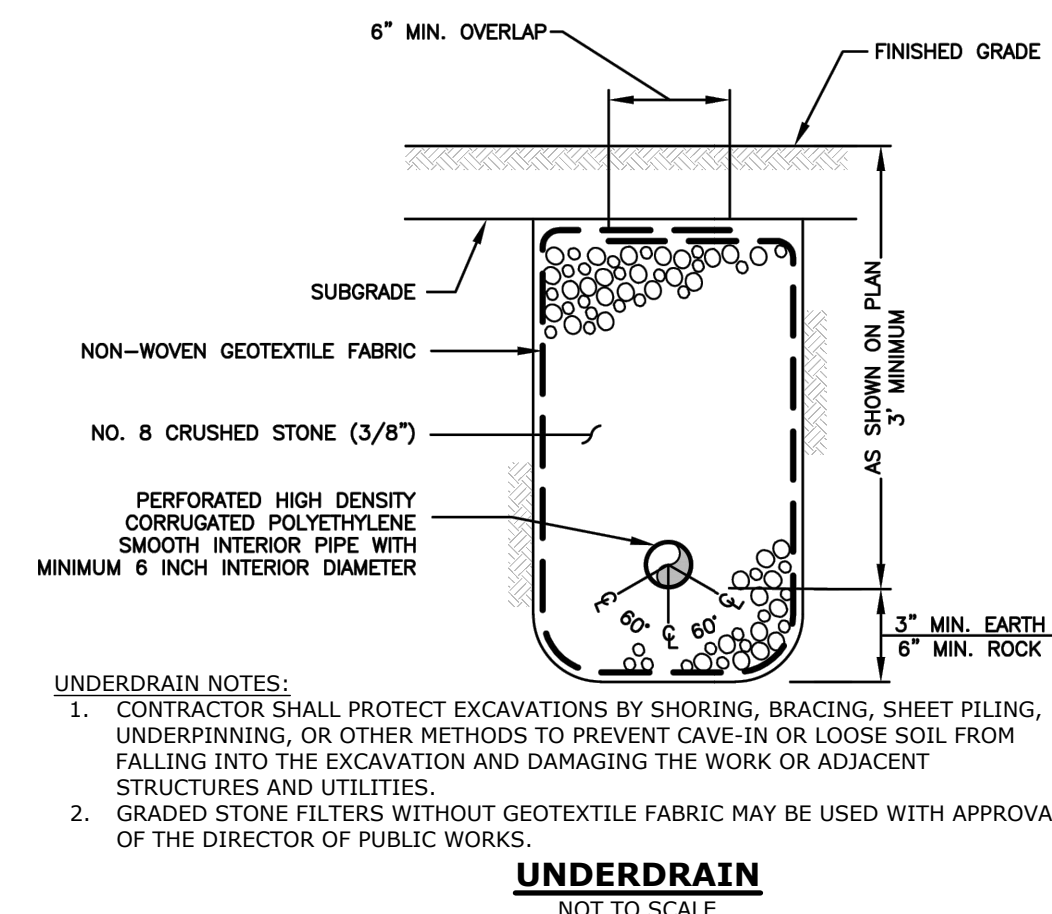 6" MIN. OVERLAP
FINISHED GRADE
SUBGRADE
NON-WOVEN GEOTEXTILE FABRIC
NO. 8 CRUSHED STONE (3/8")
PERFORATED HIGH DENSITY
CORRUGATED POLYETHYLENE
SMOOTH INTERIOR PIPE WITH
MINIMUM 6 INCH INTERIOR DIAMETER
AS SHOWN ON PLAN
3' MINIMUM
℄ 60° ℄ 60° ℄
3" MIN. EARTH
6" MIN. ROCK
UNDERDRAIN NOTES:
1. CONTRACTOR SHALL PROTECT EXCAVATIONS BY SHORING, BRACING, SHEET PILING,
UNDERPINNING, OR OTHER METHODS TO PREVENT CAVE-IN OR LOOSE SOIL FROM
FALLING INTO THE EXCAVATION AND DAMAGING THE WORK OR ADJACENT
STRUCTURES AND UTILITIES.
2. GRADED STONE FILTERS WITHOUT GEOTEXTILE FABRIC MAY BE USED WITH APPROVA
OF THE DIRECTOR OF PUBLIC WORKS.
UNDERDRAIN
NOT TO SCALE